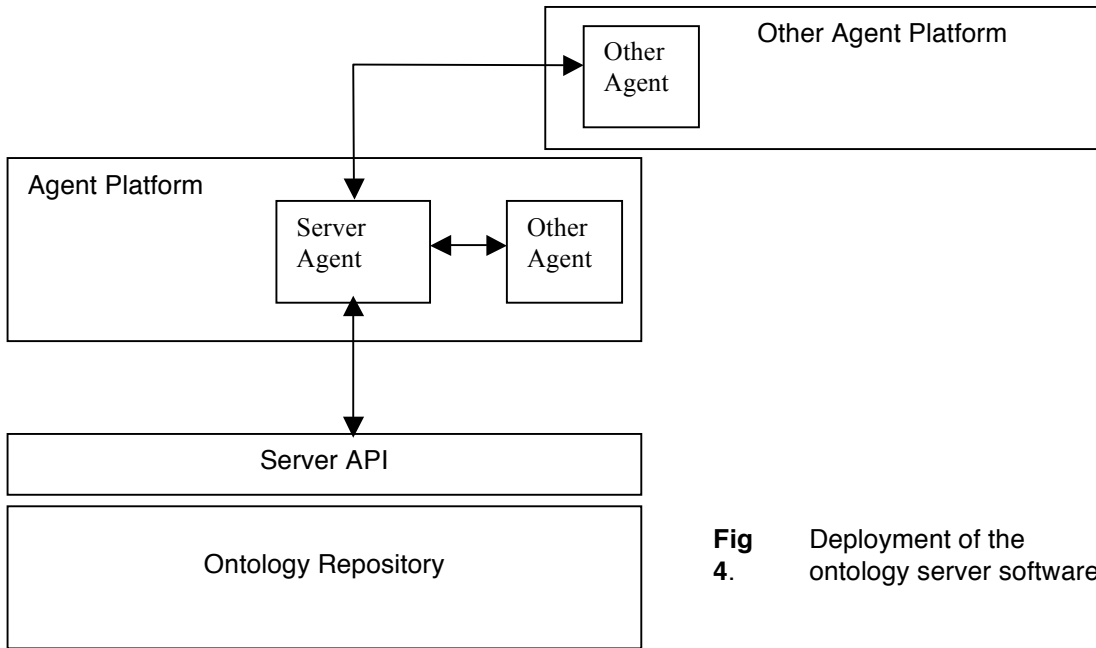 Other Agent Platform
Other
Agent
Agent Platform
Server
Agent
Other
Agent
Server API
Ontology Repository
Fig 4. Deployment of the
ontology server software